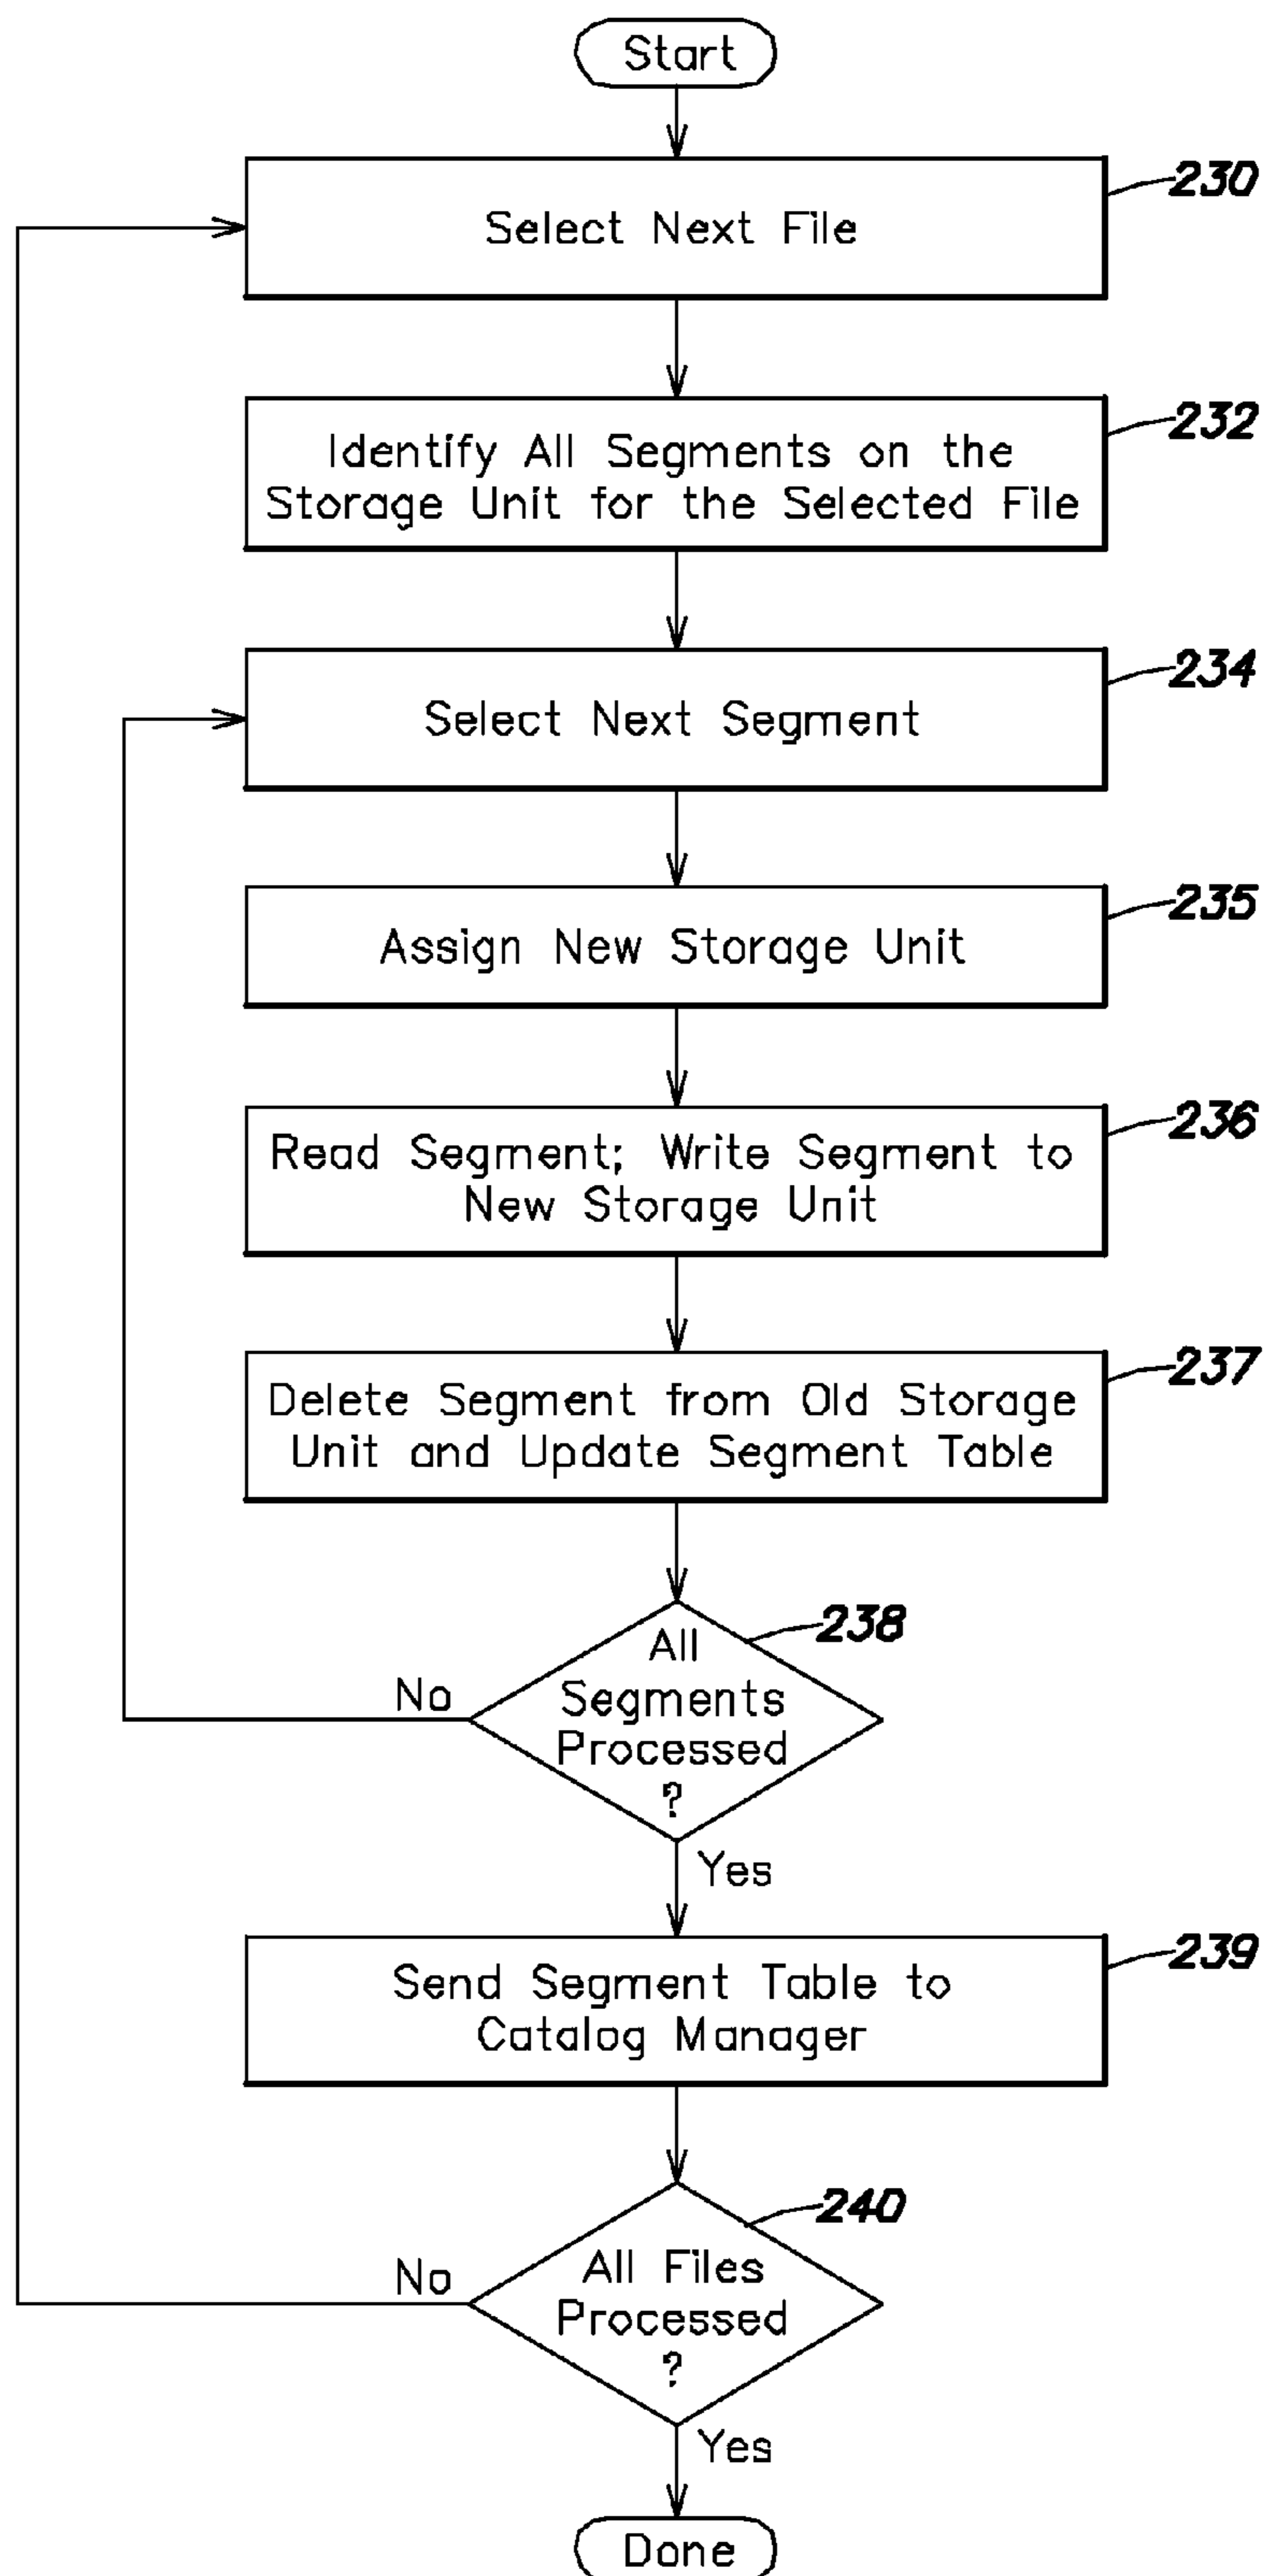 Start
230
Select Next File
232
Identify All Segments on the
Storage Unit for the Selected File
234
Select Next Segment
235
Assign New Storage Unit
236
Read Segment; Write Segment to
New Storage Unit
237
Delete Segment from Old Storage
Unit and Update Segment Table
238
All
Segments
Processed
?
No
Yes
239
Send Segment Table to
Catalog Manager
240
All Files
Processed
?
No
Yes
Done